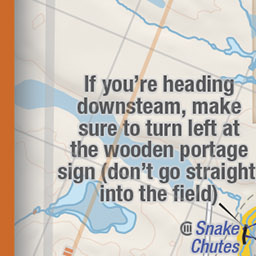 If you're heading
downsteam, make
sure to turn left at
the wooden portage
sign (don't go straight
into the field)
Snake
Chutes